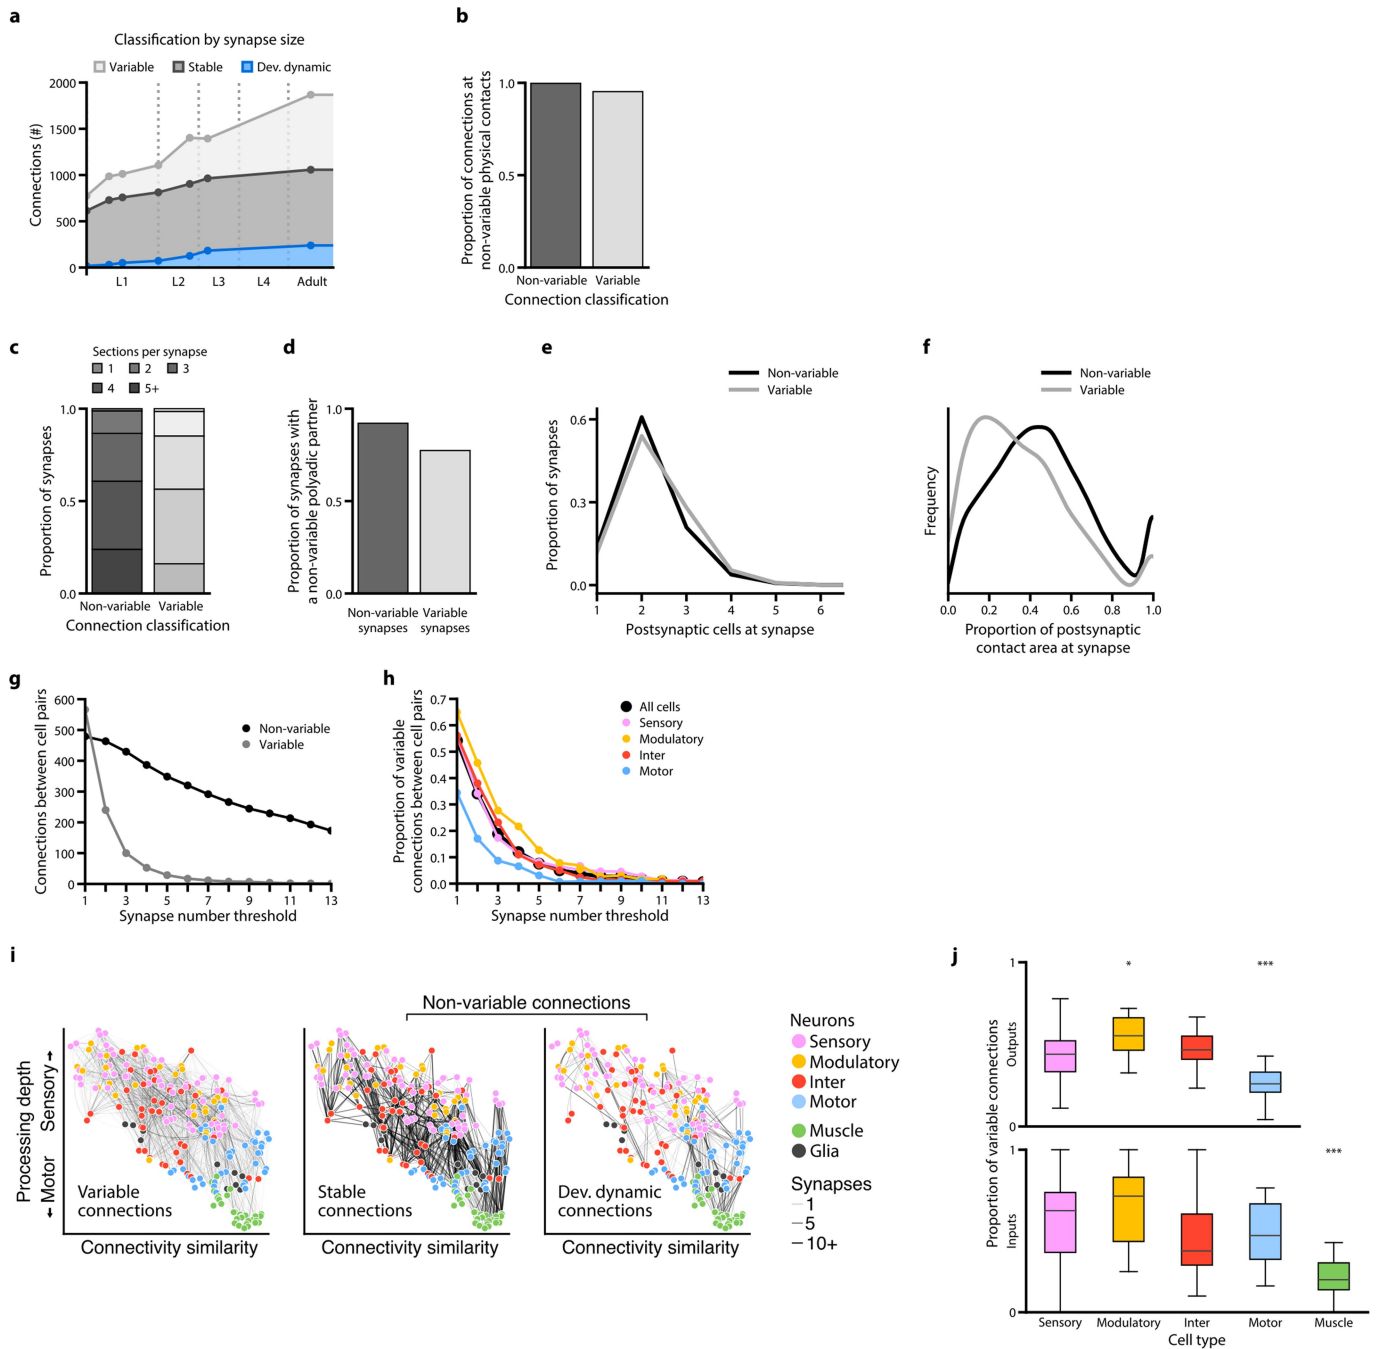 a
Classification by synapse size
Variable Stable Dev. dynamic
Connections (#)
2000
1500
1000
500
0
L1 L2 L3 L4 Adult
b
Proportion of connections at
non-variable physical contacts
1.0
0.5
0.0
Non-variable Variable
Connection classification
c
Sections per synapse
1 2 3
4 5+
Proportion of synapses
1.0
0.5
0.0
Non-variable Variable
Connection classification
d
Proportion of synapses with
a non-variable polyadic partner
1.0
0.5
0.0
Non-variable Variable
synapses synapses
e
Non-variable
Variable
Proportion of synapses
0.6
0.3
0.0
1 2 3 4 5 6
Postsynaptic cells at synapse
f
Non-variable
Variable
Frequency
0.0 0.2 0.4 0.6 0.8 1.0
Proportion of postsynaptic
contact area at synapse
g
Connections between cell pairs
600
500
400
300
200
100
0
Non-variable
Variable
1 3 5 7 9 11 13
Synapse number threshold
h
Proportion of variable
connections between cell pairs
0.7
0.6
0.5
0.4
0.3
0.2
0.1
0.0
All cells
Sensory
Modulatory
Inter
Motor
1 3 5 7 9 11 13
Synapse number threshold
i
Non-variable connections
Processing depth
← Motor Sensory →
Variable
connections
Stable
connections
Dev. dynamic
connections
Connectivity similarity Connectivity similarity Connectivity similarity
Neurons
Sensory
Modulatory
Inter
Motor
Muscle
Glia
Synapses
1
5
10+
j
Proportion of variable connections
Outputs
1
* ***
0
Inputs
1
***
0
Sensory Modulatory Inter Motor Muscle
Cell type